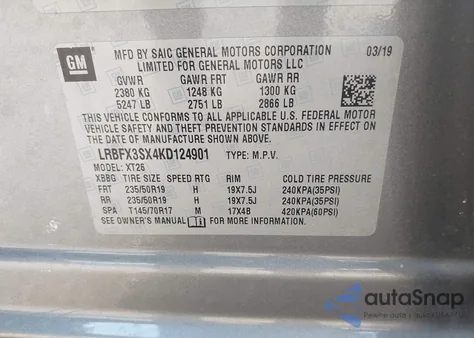 GM
MFD BY SAIC GENERAL MOTORS CORPORATION 03/19
LIMITED FOR GENERAL MOTORS LLC
GVWR GAWR FRT GAWR RR
2380 KG 1248 KG 1300 KG
5247 LB 2751 LB 2866 LB
THIS VEHICLE CONFORMS TO ALL APPLICABLE U.S. FEDERAL MOTOR
VEHICLE SAFETY AND THEFT PREVENTION STANDARDS IN EFFECT ON
THE DATE OF MANUFACTURE SHOWN ABOVE.
LRBFX3SX4KD124901 TYPE: M.P.V.
MODEL: XT26
XBBG TIRE SIZE SPEED RTG RIM COLD TIRE PRESSURE
FRT 235/50R19 H 19X7.5J 240KPA(35PSI)
RR 235/50R19 H 19X7.5J 240KPA(35PSI)
SPA T145/70R17 M 17X4B 420KPA(60PSI)
SEE OWNER'S MANUAL FOR MORE INFORMATION
autoSnap
Pewne auta z aukcji USA